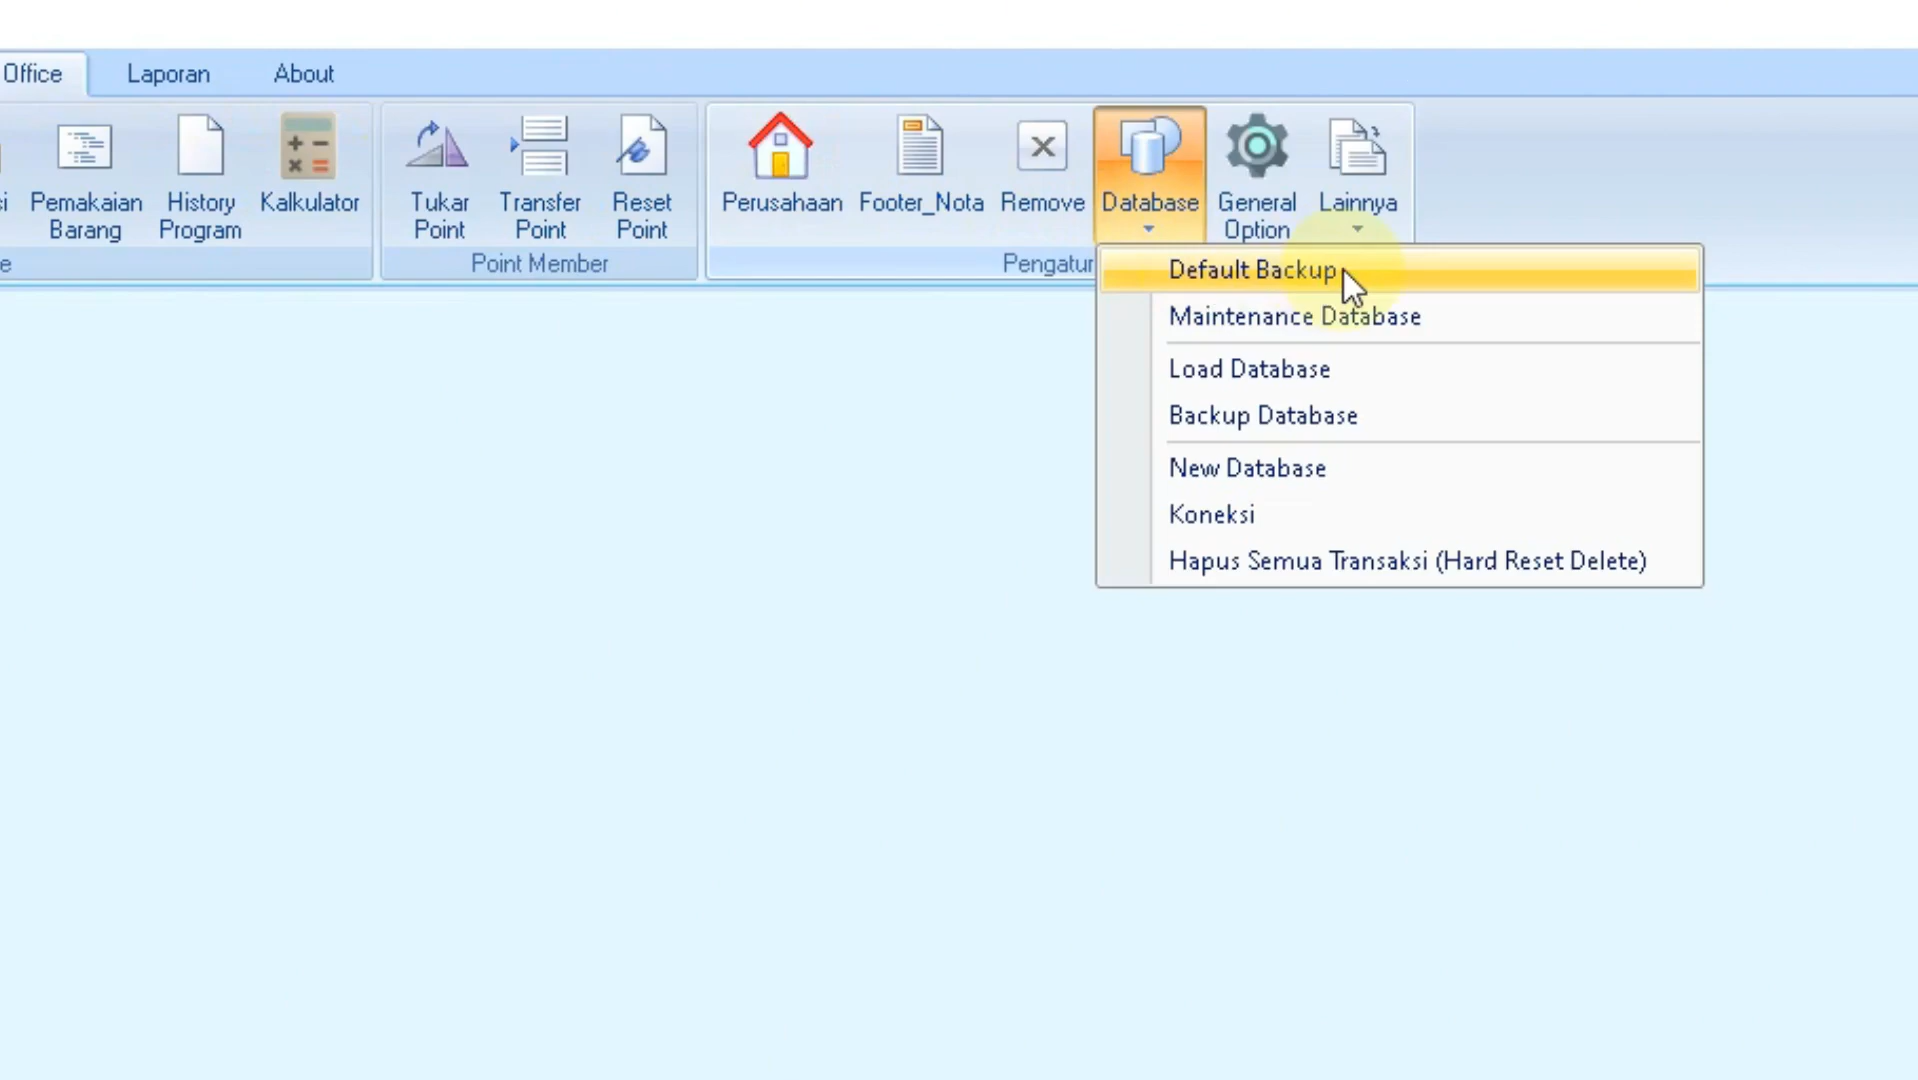 Office Laporan About
Pemakaian Barang
History Program
Kalkulator
Tukar Point
Transfer Point
Reset Point
Point Member
Perusahaan
Footer_Nota
Remove
Database
General Option
Lainnya
Pengatur
Default Backup
Maintenance Database
Load Database
Backup Database
New Database
Koneksi
Hapus Semua Transaksi (Hard Reset Delete)